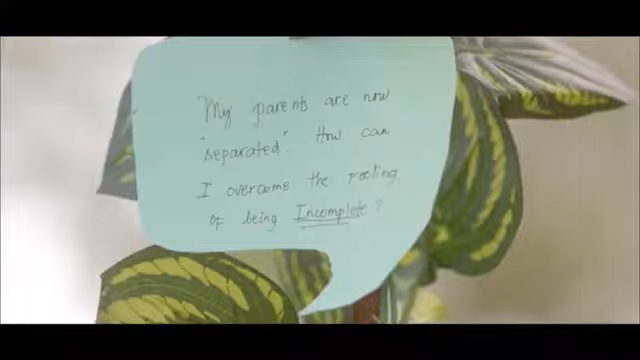 My parents are now
"separated". How can
I overcome the feeling
of being Incomplete?